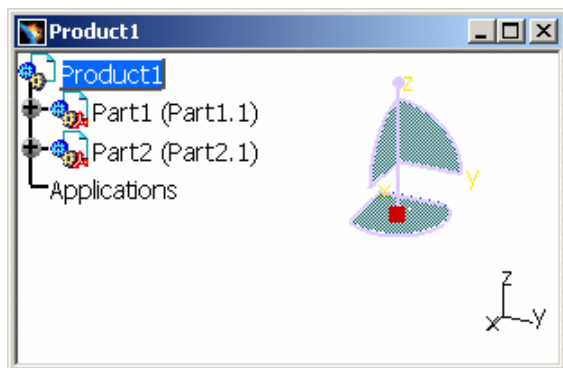 Product1
Product1
Part1 (Part1.1)
Part2 (Part2.1)
Applications
z
y
x
z
x
y